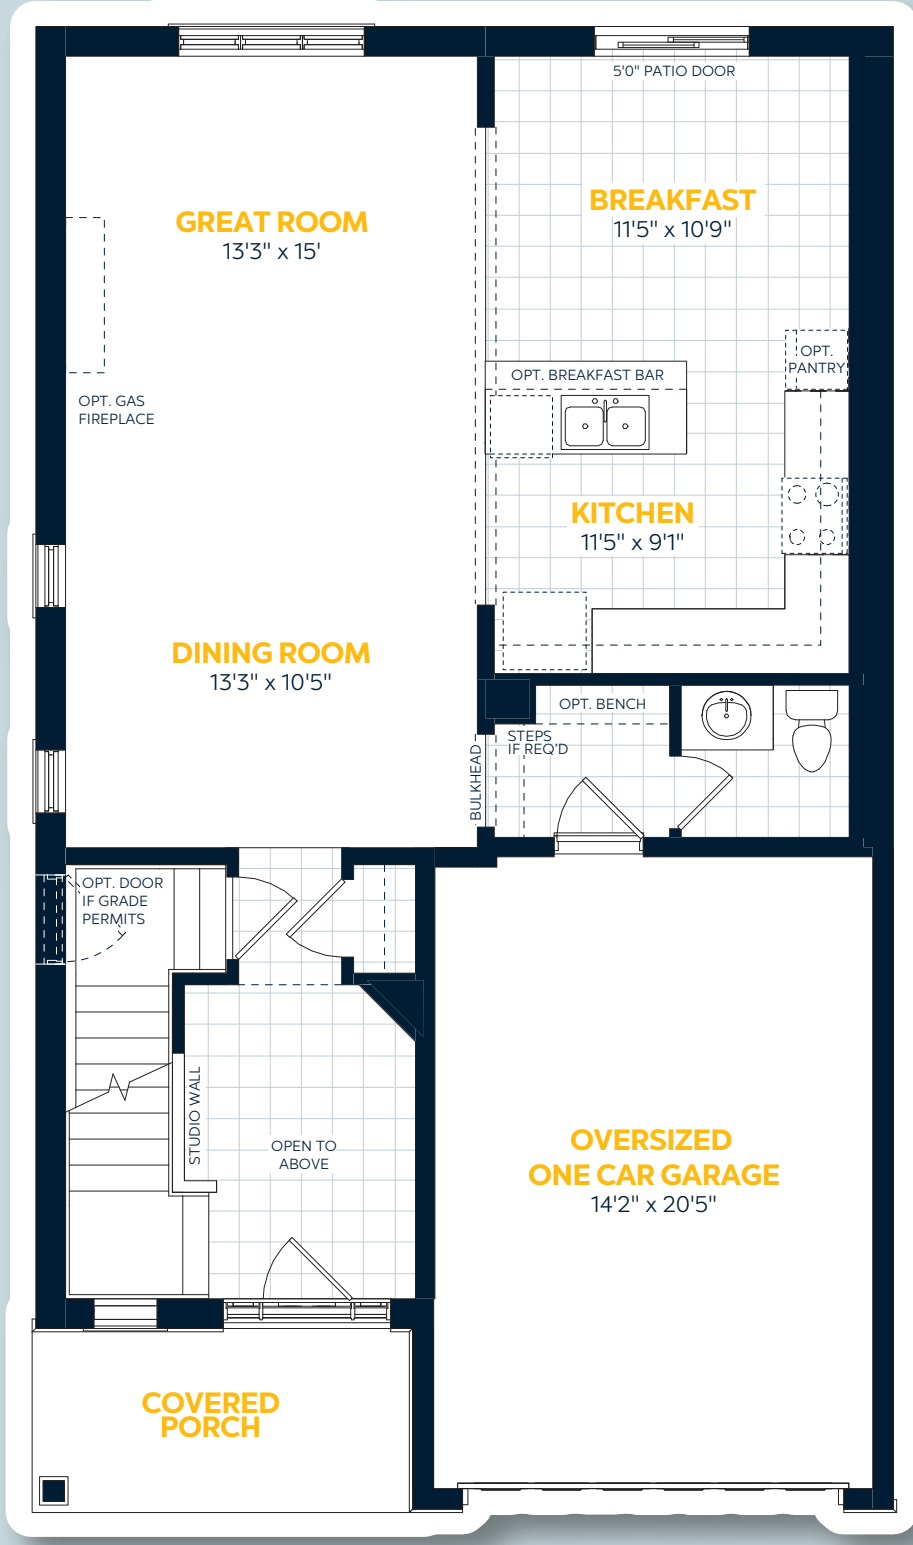 5'0" PATIO DOOR
BREAKFAST
11'5" x 10'9"
GREAT ROOM
13'3" x 15'
OPT.
PANTRY
OPT. BREAKFAST BAR
OPT. GAS
FIREPLACE
KITCHEN
11'5" x 9'1"
DINING ROOM
13'3" x 10'5"
OPT. BENCH
STEPS
IF REQ'D
BULKHEAD
OPT. DOOR
IF GRADE
PERMITS
STUDIO WALL
OPEN TO
ABOVE
OVERSIZED
ONE CAR GARAGE
14'2" x 20'5"
COVERED
PORCH